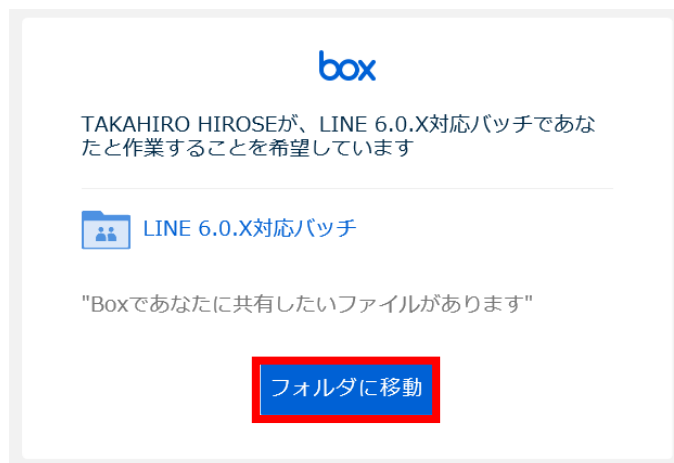 box
TAKAHIRO HIROSEが、LINE 6.0.X対応バッチであな
たと作業することを希望しています
LINE 6.0.X対応バッチ
"Boxであなたに共有したいファイルがあります"
フォルダに移動